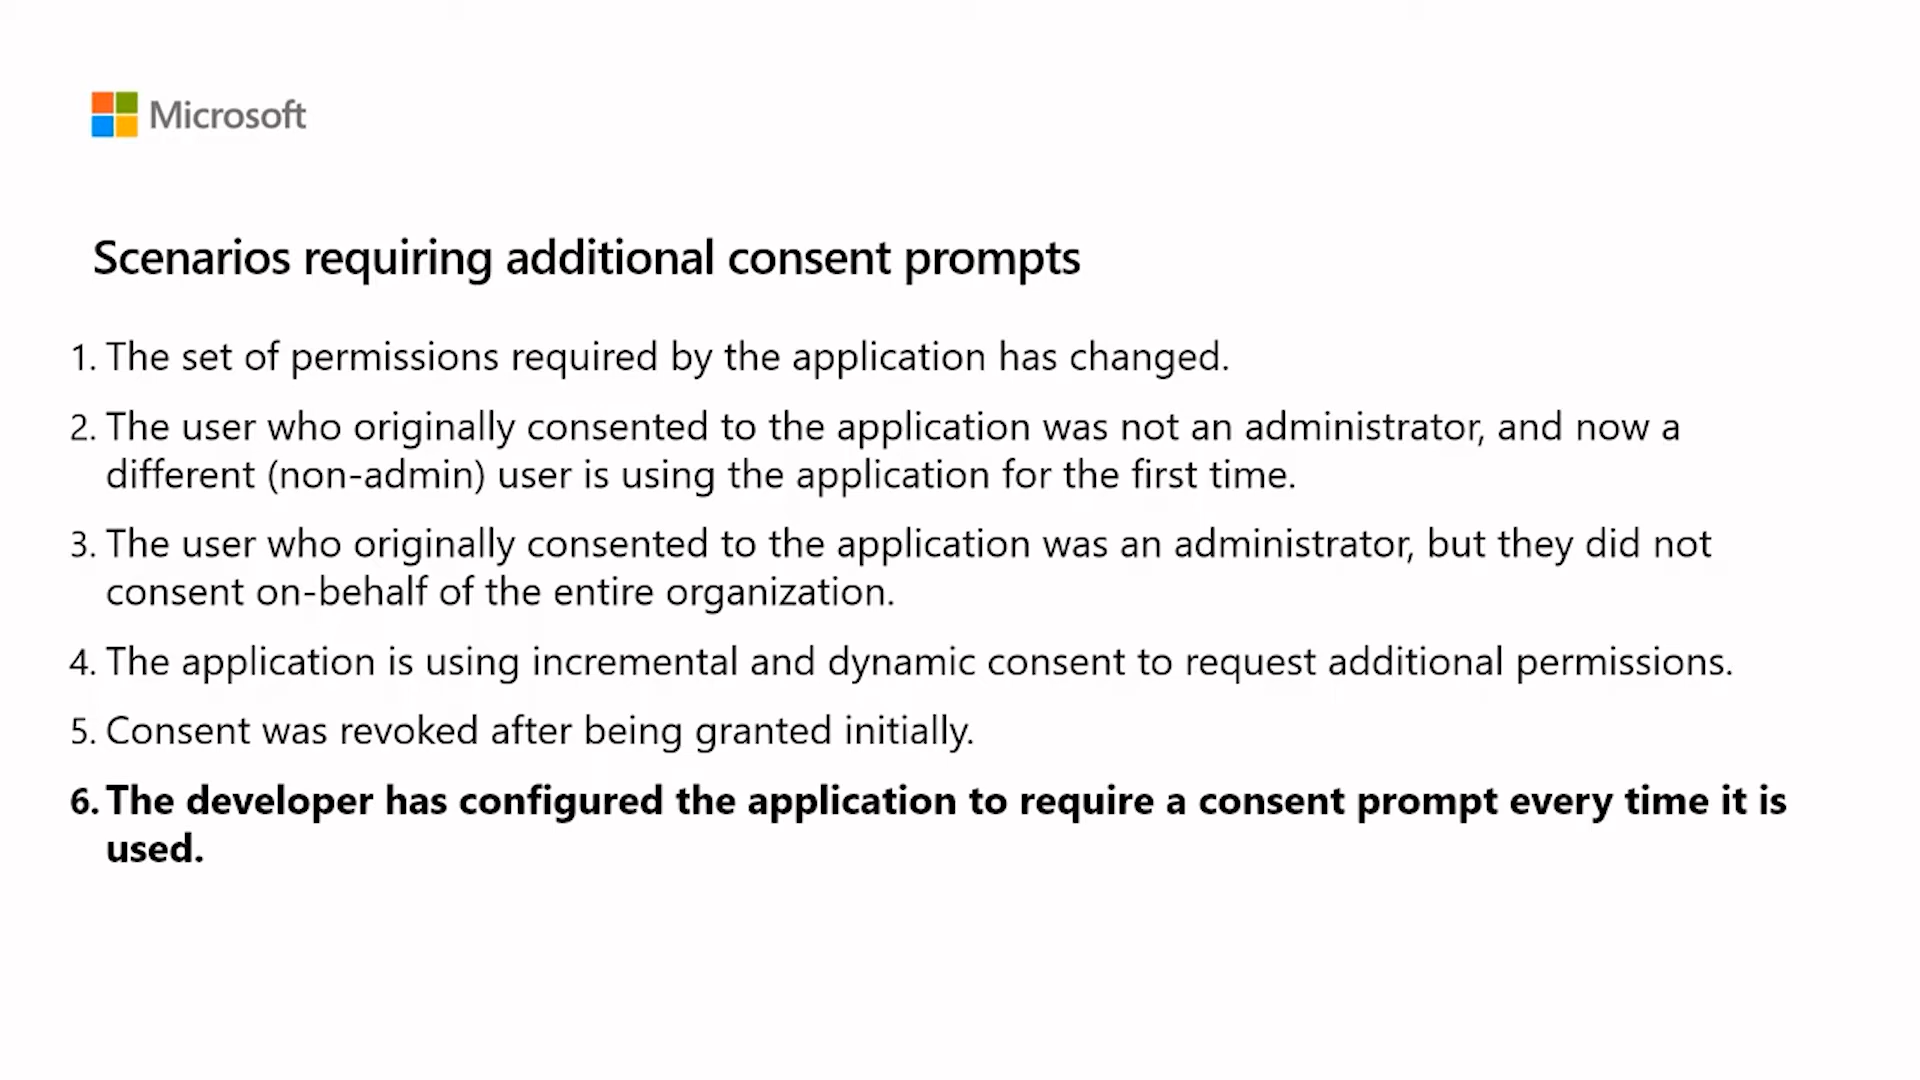 Microsoft
Scenarios requiring additional consent prompts
1. The set of permissions required by the application has changed.
2. The user who originally consented to the application was not an administrator, and now a
different (non-admin) user is using the application for the first time.
3. The user who originally consented to the application was an administrator, but they did not
consent on-behalf of the entire organization.
4. The application is using incremental and dynamic consent to request additional permissions.
5. Consent was revoked after being granted initially.
6. The developer has configured the application to require a consent prompt every time it is
used.